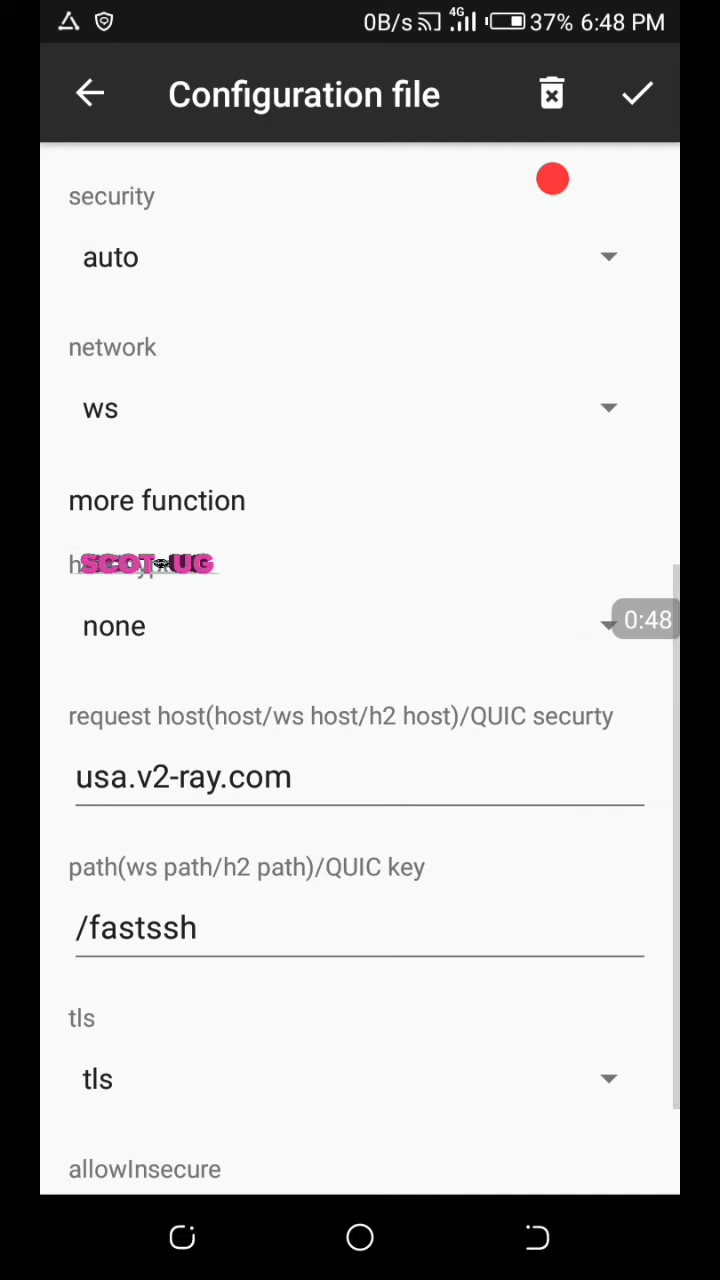 0B/s 4G 37% 6:48 PM
Configuration file
security
auto
network
ws
more function
SCOT UG
none
0:48
request host(host/ws host/h2 host)/QUIC securty
usa.v2-ray.com
path(ws path/h2 path)/QUIC key
/fastssh
tls
tls
allowInsecure